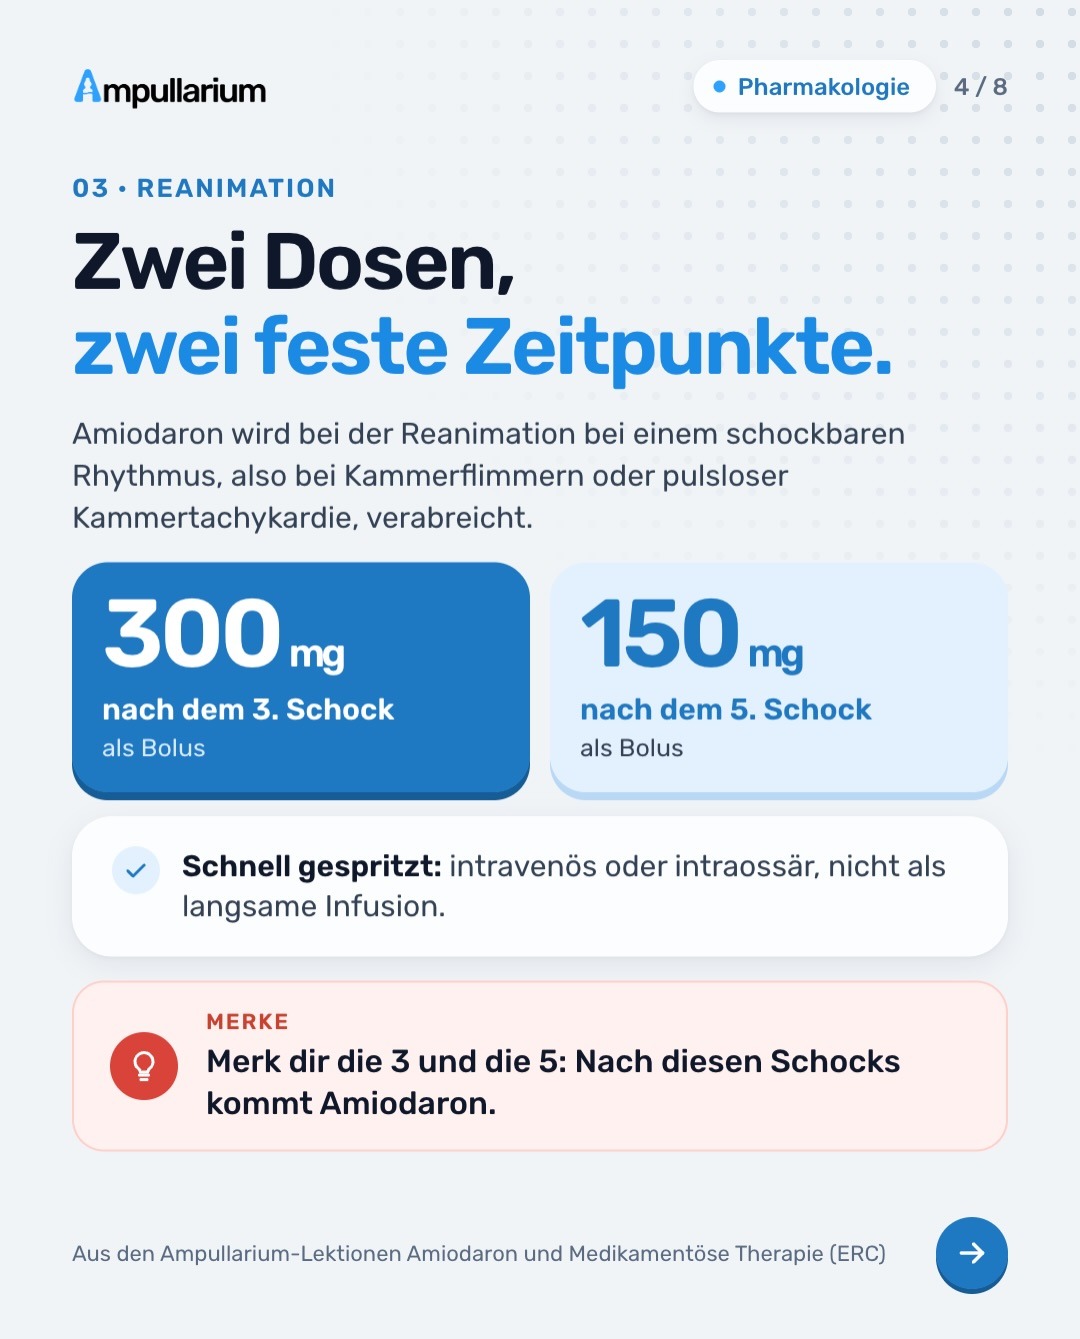 Ampullarium
Pharmakologie
4 / 8
03 • REANIMATION
Zwei Dosen,
zwei feste Zeitpunkte.
Amiodaron wird bei der Reanimation bei einem schockbaren
Rhythmus, also bei Kammerflimmern oder pulsloser
Kammertachykardie, verabreicht.
300 mg
nach dem 3. Schock
als Bolus
150 mg
nach dem 5. Schock
als Bolus
Schnell gespritzt: intravenös oder intraossär, nicht als
langsame Infusion.
MERKE
Merk dir die 3 und die 5: Nach diesen Schocks
kommt Amiodaron.
Aus den Ampullarium-Lektionen Amiodaron und Medikamentöse Therapie (ERC)